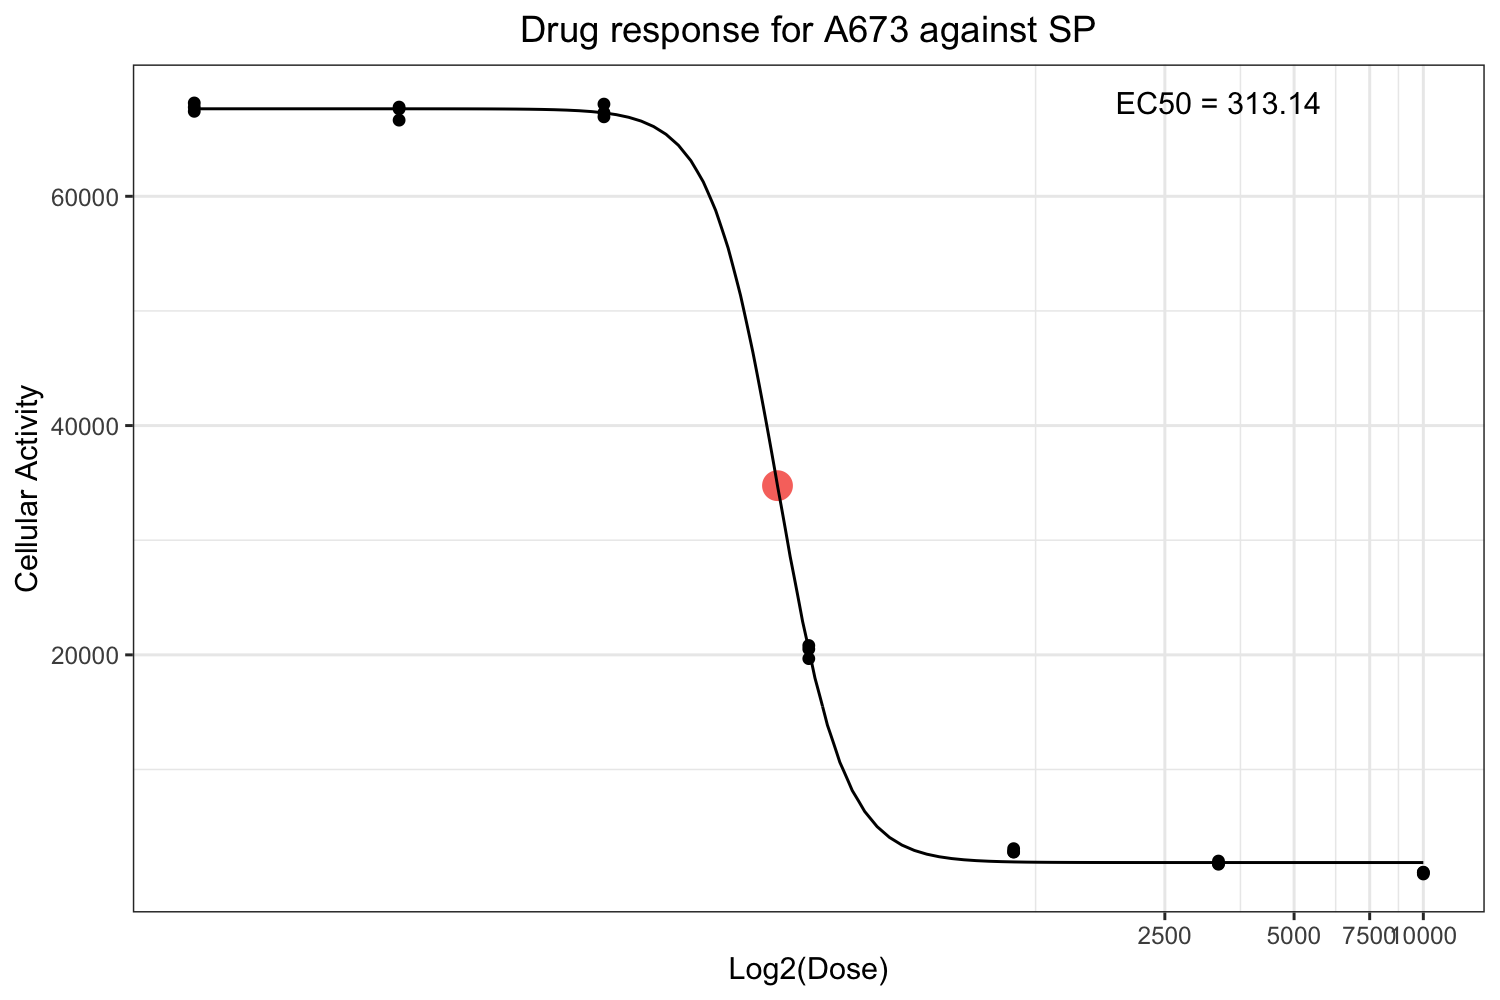 Drug response for A673 against SP
EC50 = 313.14
60000
40000
20000
Cellular Activity
2500 5000 7500 10000
Log2(Dose)